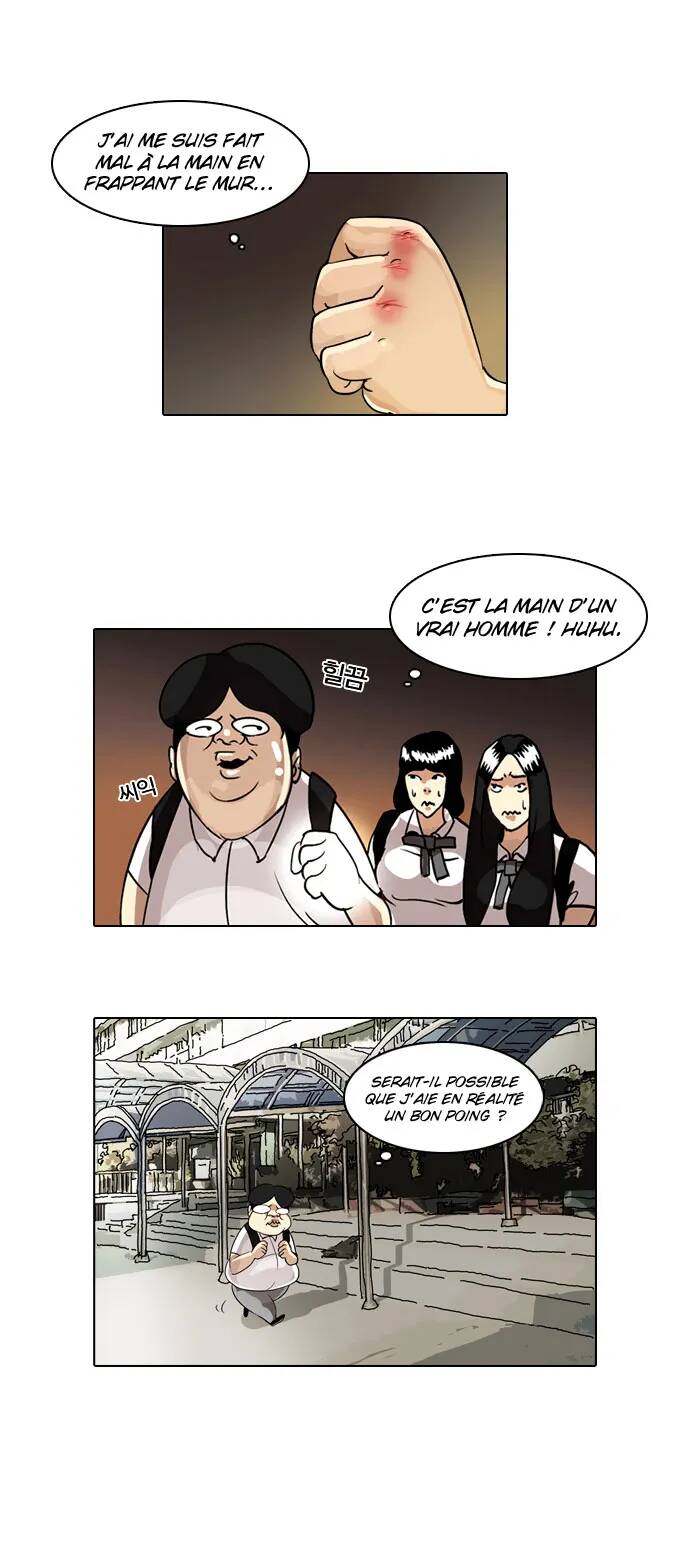 J'AI ME SUIS FAIT
MAL À LA MAIN EN
FRAPPANT LE MUR...
C'EST LA MAIN D'UN
VRAI HOMME ! HUHU.
힐끔
씨익
SERAIT-IL POSSIBLE
QUE J'AIE EN RÉALITÉ
UN BON POING ?